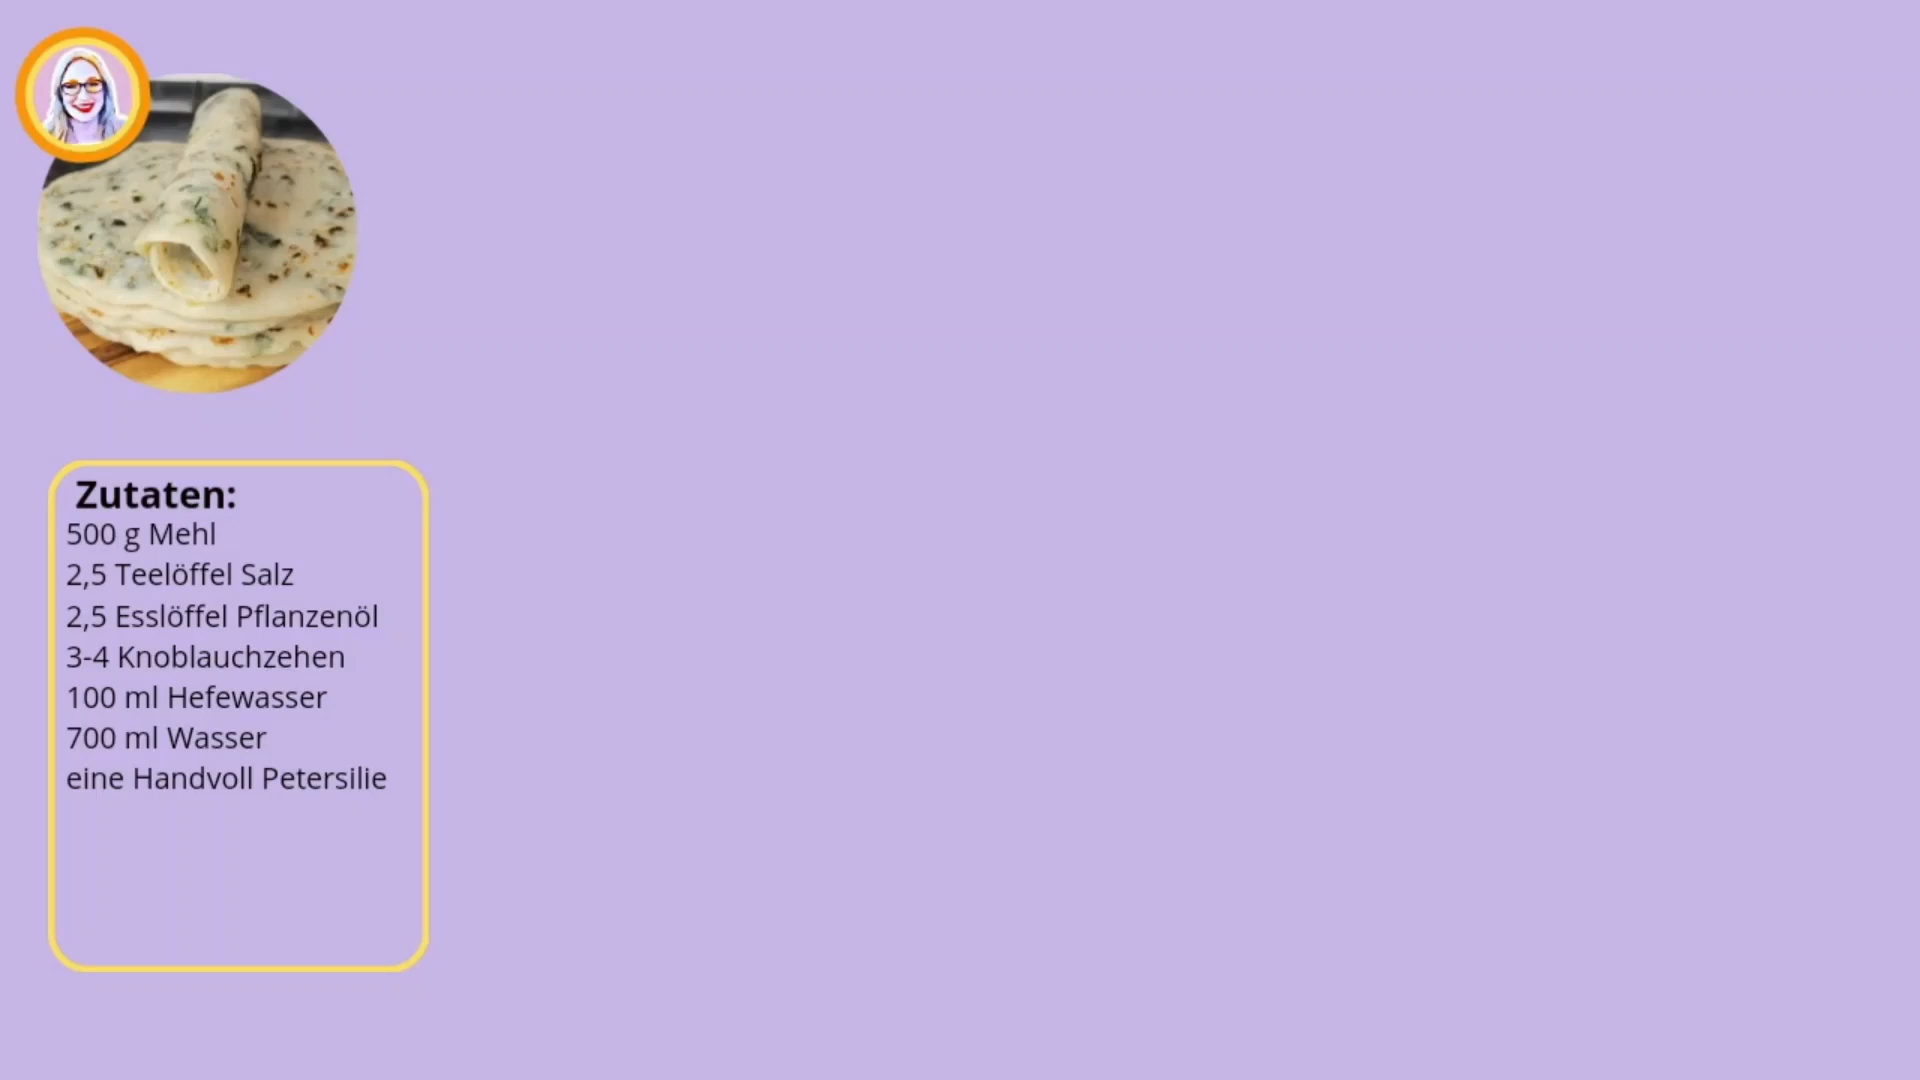 Zutaten:
500 g Mehl
2,5 Teelöffel Salz
2,5 Esslöffel Pflanzenöl
3-4 Knoblauchzehen
100 ml Hefewasser
700 ml Wasser
eine Handvoll Petersilie